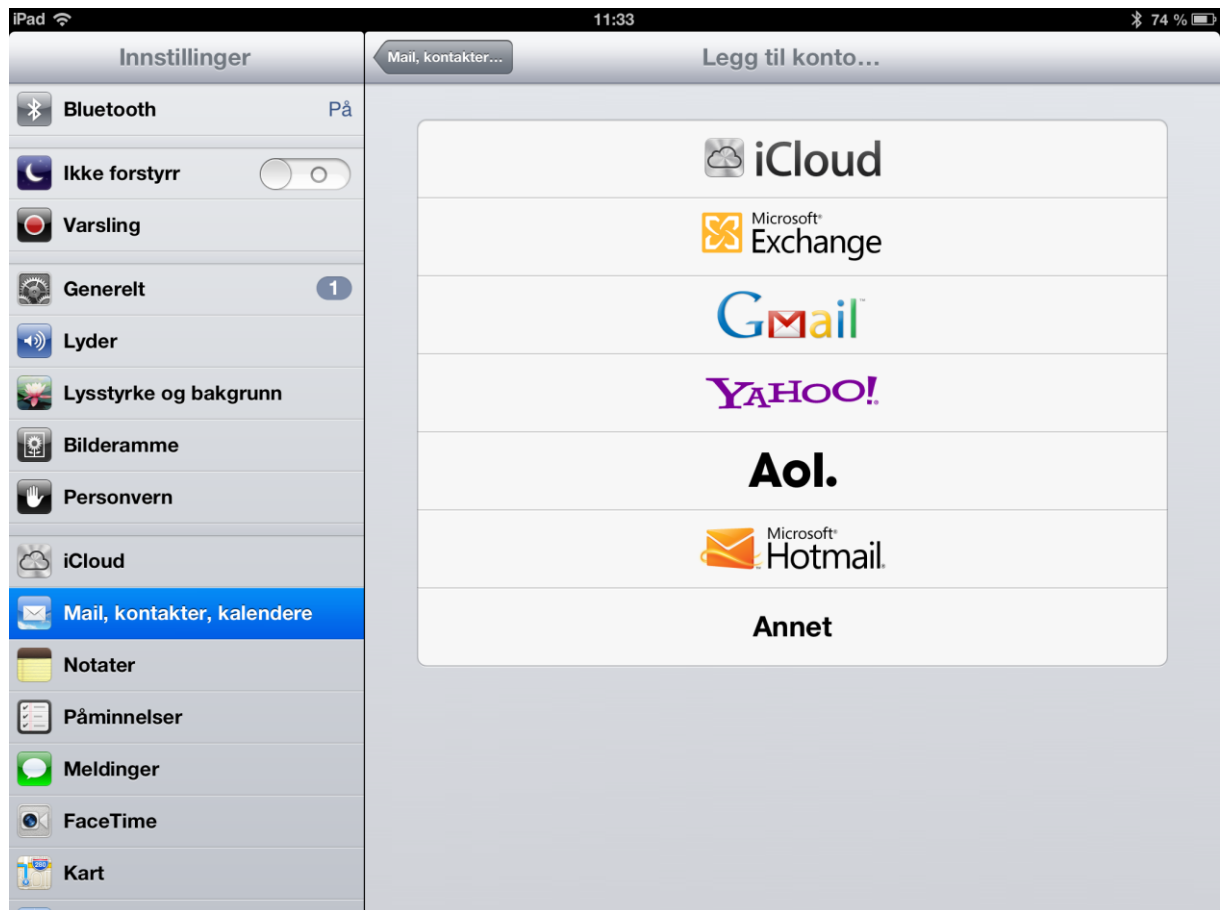 iPad 11:33 74 %
Innstillinger
Bluetooth På
Ikke forstyrr
Varsling
Generelt 1
Lyder
Lysstyrke og bakgrunn
Bilderamme
Personvern
iCloud
Mail, kontakter, kalendere
Notater
Påminnelser
Meldinger
FaceTime
Kart
Mail, kontakter... Legg til konto...
iCloud
Microsoft®
Exchange
Gmail™
YAHOO!®
Aol.
Microsoft®
Hotmail®
Annet